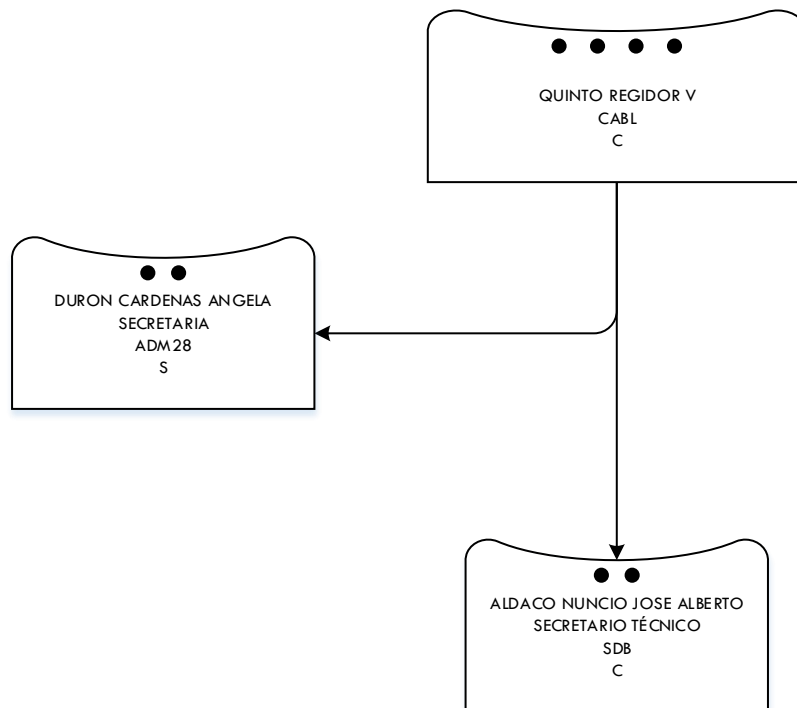 QUINTO REGIDOR V
CABL
C
DURON CARDENAS ANGELA
SECRETARIA
ADM28
S
ALDACO NUNCIO JOSE ALBERTO
SECRETARIO TÉCNICO
SDB
C